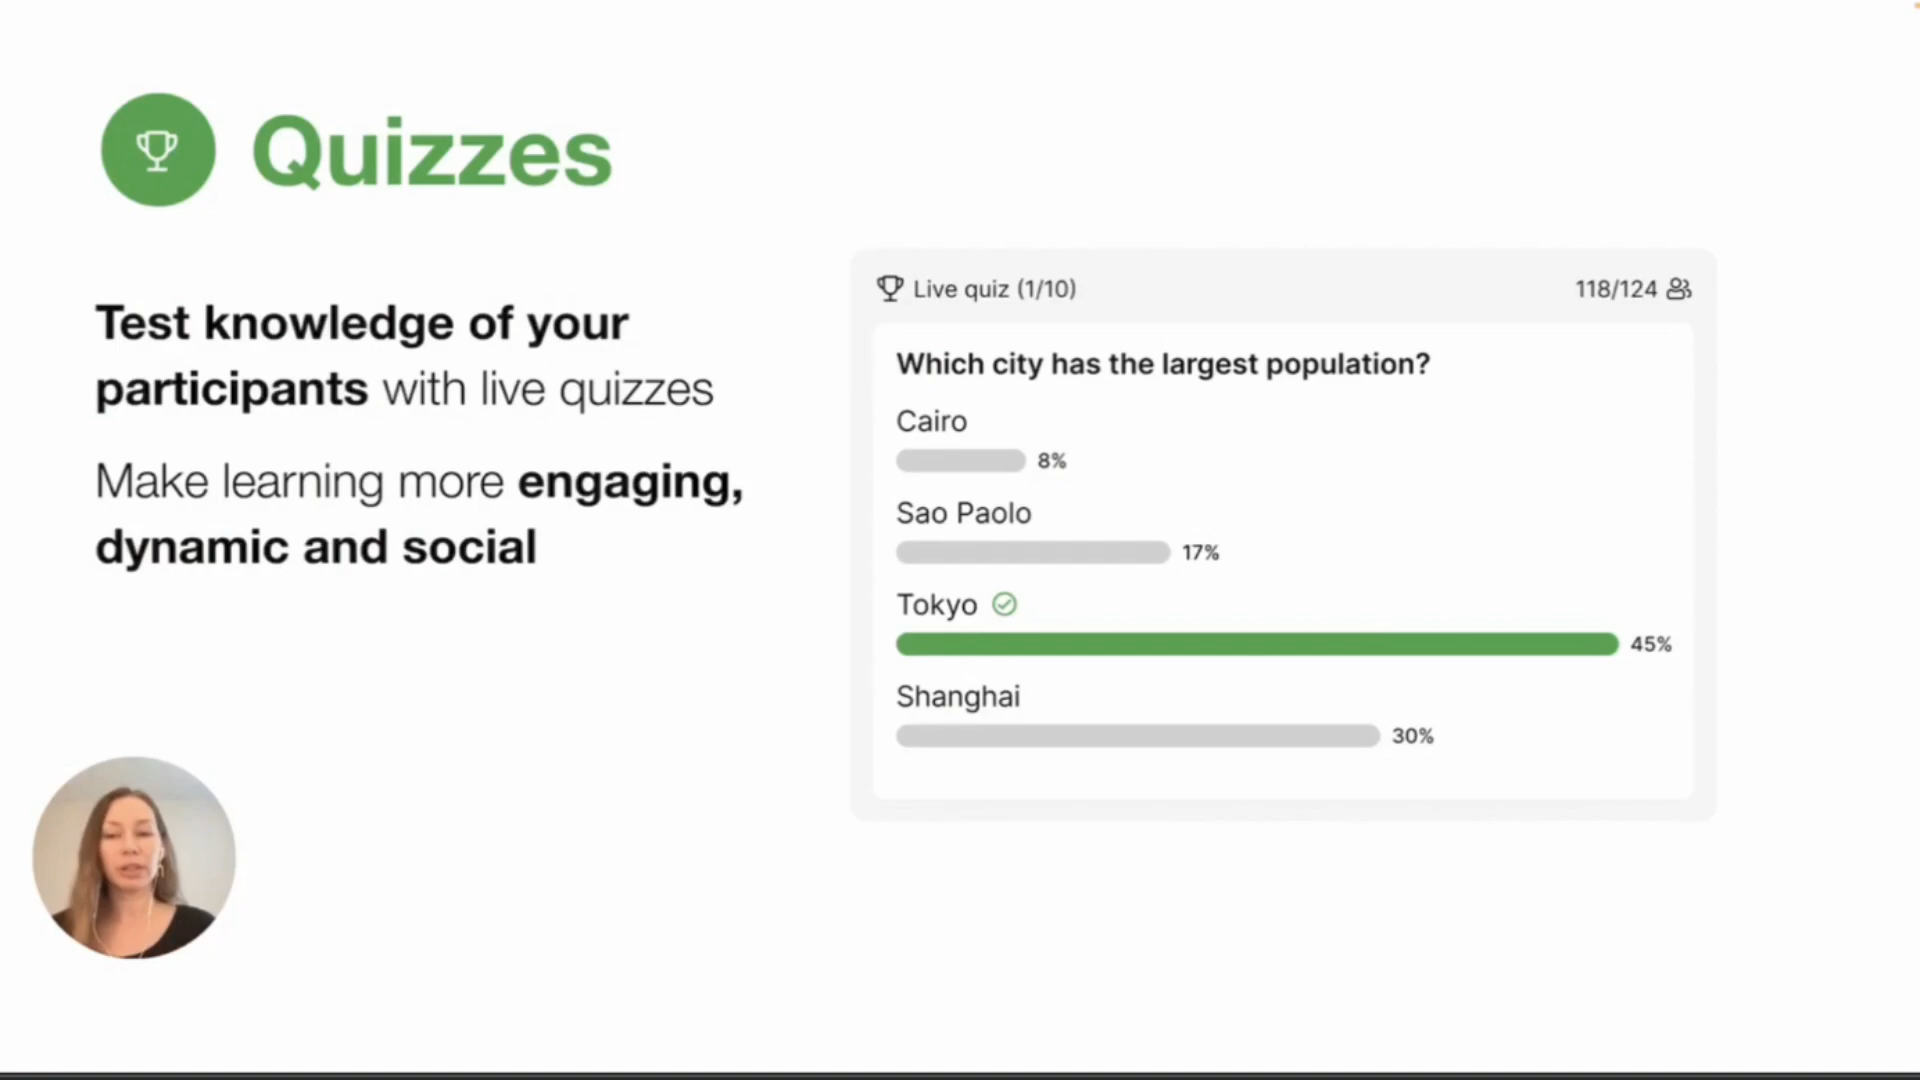 Quizzes
Test knowledge of your
participants with live quizzes
Make learning more engaging,
dynamic and social
Live quiz (1/10)
118/124
Which city has the largest population?
Cairo
8%
Sao Paolo
17%
Tokyo
45%
Shanghai
30%